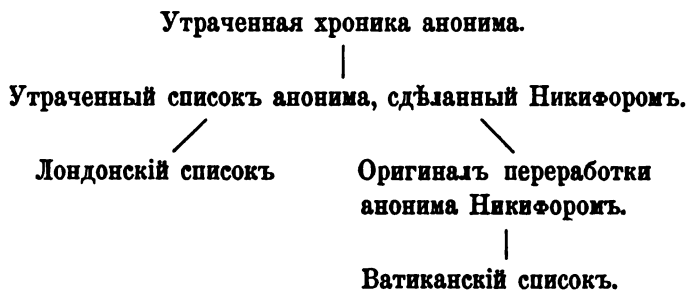 Утраченная хроника анонима.
Утраченный списокъ анонима, сдѣланный Никифоромъ.
Лондонскій списокъ
Оригиналъ переработки
анонима Никифоромъ.
Ватиканскій списокъ.